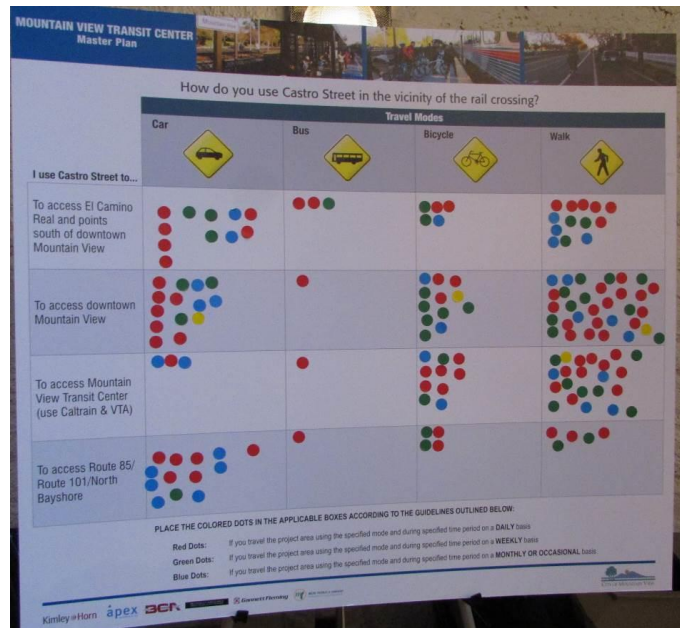 MOUNTAIN VIEW TRANSIT CENTER
Master Plan
How do you use Castro Street in the vicinity of the rail crossing?
Travel Modes
Car
Bus
Bicycle
Walk
I use Castro Street to...
To access El Camino
Real and points
south of downtown
Mountain View
To access downtown
Mountain View
To access Mountain
View Transit Center
(use Caltrain & VTA)
To access Route 85/
Route 101/North
Bayshore
PLACE THE COLORED DOTS IN THE APPLICABLE BOXES ACCORDING TO THE GUIDELINES OUTLINED BELOW:
Red Dots: If you travel the project area using the specified mode and during specified time period on a DAILY basis
Green Dots: If you travel the project area using the specified mode and during specified time period on a WEEKLY basis
Blue Dots: If you travel the project area using the specified mode and during specified time period on a MONTHLY OR OCCASIONAL basis
Kimley»Horn
apex
Gannett Fleming
CITY OF MOUNTAIN VIEW